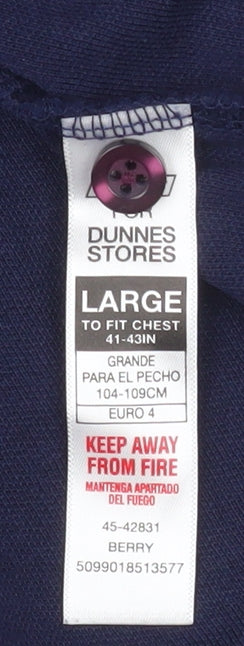 FOR
DUNNES
STORES
LARGE
TO FIT CHEST
41-43IN
GRANDE
PARA EL PECHO
104-109CM
EURO 4
KEEP AWAY
FROM FIRE
MANTENGA APARTADO
DEL FUEGO
45-42831
BERRY
5099018513577